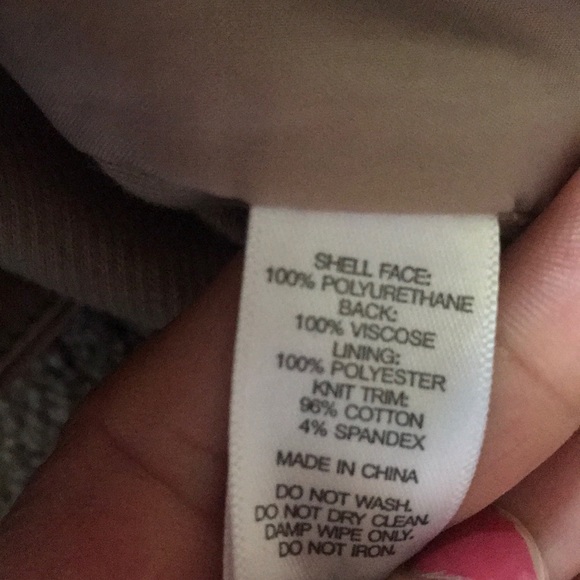 SHELL FACE:
100% POLYURETHANE
BACK:
100% VISCOSE
LINING:
100% POLYESTER
KNIT TRIM:
96% COTTON
4% SPANDEX
MADE IN CHINA
DO NOT WASH.
DO NOT DRY CLEAN.
DAMP WIPE ONLY.
DO NOT IRON.